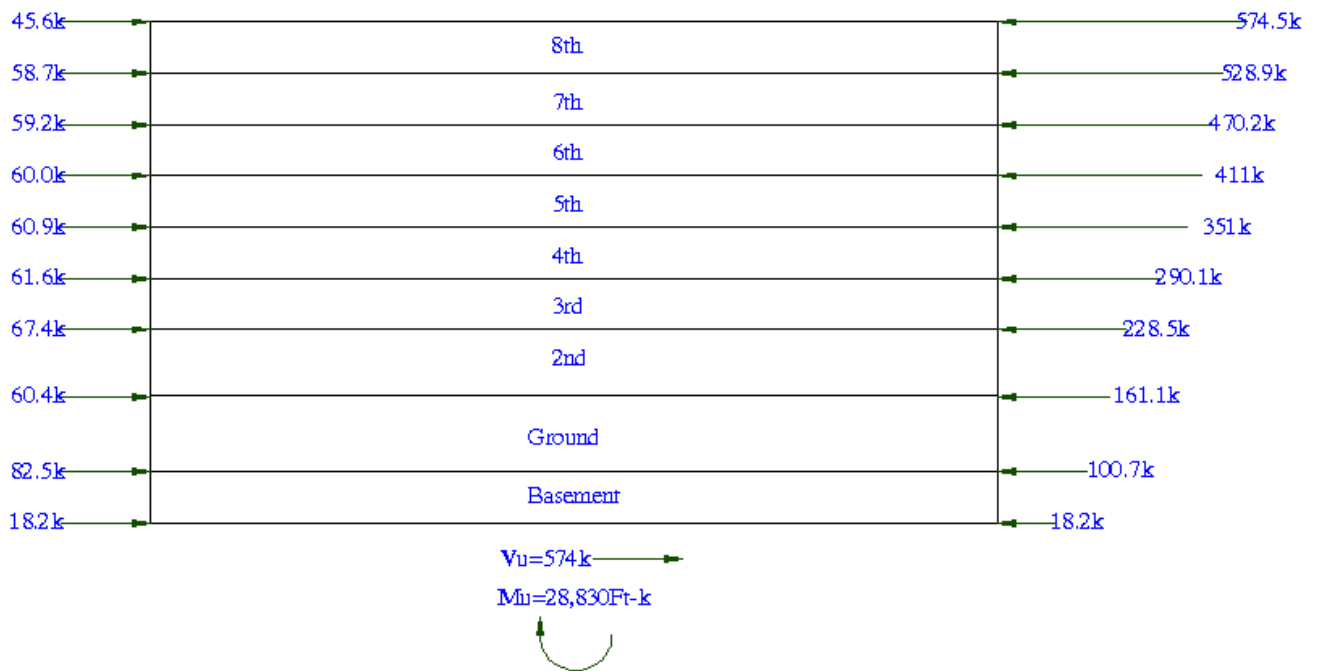 45.6k 574.5k
8th
58.7k 528.9k
7th
59.2k 470.2k
6th
60.0k 411k
5th
60.9k 351k
4th
61.6k 290.1k
3rd
67.4k 228.5k
2nd
60.4k 161.1k
Ground
82.5k 100.7k
Basement
18.2k 18.2k
Vu=574k
Mu=28,830Ft-k